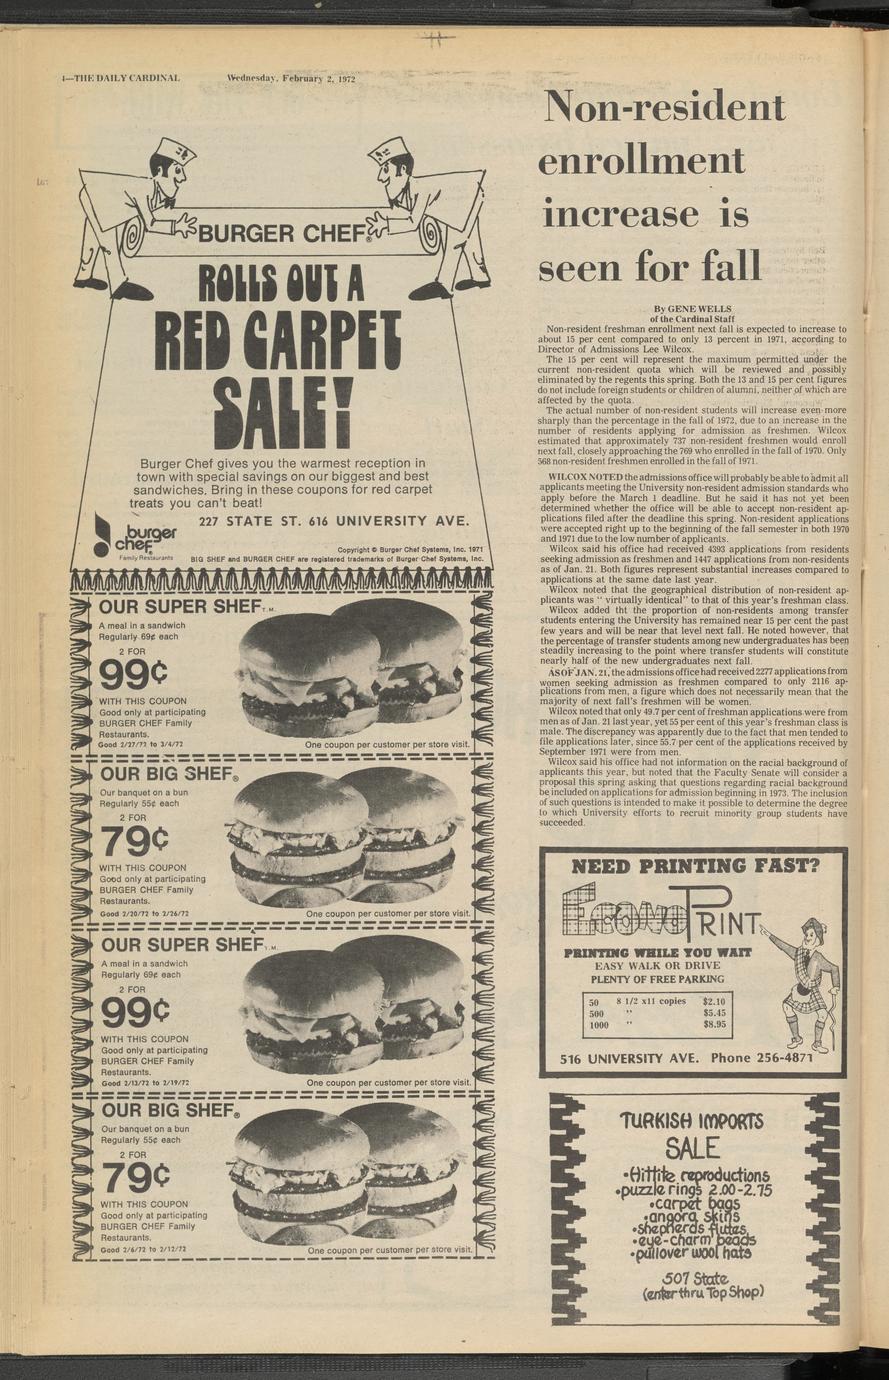 4—THE DAILY CARDINAL
Wednesday, February 2, 1972
BURGER CHEF®
ROLLS OUT A
RED CARPET
SALE!
Burger Chef gives you the warmest reception in
town with special savings on our biggest and best
sandwiches. Bring in these coupons for red carpet
treats you can't beat!
227 STATE ST. 616 UNIVERSITY AVE.
burger
chef®
Family Restaurants
Copyright © Burger Chef Systems, Inc. 1971
BIG SHEF and BURGER CHEF are registered trademarks of Burger Chef Systems, Inc.
OUR SUPER SHEF T.M.
A meal in a sandwich
Regularly 69¢ each
2 FOR
99¢
WITH THIS COUPON
Good only at participating
BURGER CHEF Family
Restaurants.
Good 2/27/72 to 3/4/72
One coupon per customer per store visit.
OUR BIG SHEF®
Our banquet on a bun
Regularly 55¢ each
2 FOR
79¢
WITH THIS COUPON
Good only at participating
BURGER CHEF Family
Restaurants.
Good 2/20/72 to 2/26/72
One coupon per customer per store visit.
OUR SUPER SHEF T.M.
A meal in a sandwich
Regularly 69¢ each
2 FOR
99¢
WITH THIS COUPON
Good only at participating
BURGER CHEF Family
Restaurants.
Good 2/13/72 to 2/19/72
One coupon per customer per store visit.
OUR BIG SHEF®
Our banquet on a bun
Regularly 55¢ each
2 FOR
79¢
WITH THIS COUPON
Good only at participating
BURGER CHEF Family
Restaurants.
Good 2/6/72 to 2/12/72
One coupon per customer per store visit.
Non-resident
enrollment
increase is
seen for fall
By GENE WELLS
of the Cardinal Staff
Non-resident freshman enrollment next fall is expected to increase to
about 15 per cent compared to only 13 percent in 1971, according to
Director of Admissions Lee Wilcox.
The 15 per cent will represent the maximum permitted under the
current non-resident quota which will be reviewed and possibly
eliminated by the regents this spring. Both the 13 and 15 per cent figures
do not include foreign students or children of alumni, neither of which are
affected by the quota.
The actual number of non-resident students will increase even more
sharply than the percentage in the fall of 1972, due to an increase in the
number of residents applying for admission as freshmen. Wilcox
estimated that approximately 737 non-resident freshmen would enroll
next fall, closely approaching the 769 who enrolled in the fall of 1970. Only
568 non-resident freshmen enrolled in the fall of 1971.
WILCOX NOTED the admissions office will probably be able to admit all
applicants meeting the University non-resident admission standards who
apply before the March 1 deadline. But he said it has not yet been
determined whether the office will be able to accept non-resident ap-
plications filed after the deadline this spring. Non-resident applications
were accepted right up to the beginning of the fall semester in both 1970
and 1971 due to the low number of applicants.
Wilcox said his office had received 4393 applications from residents
seeking admission as freshmen and 1447 applications from non-residents
as of Jan. 21. Both figures represent substantial increases compared to
applications at the same date last year.
Wilcox noted that the geographical distribution of non-resident ap-
plicants was " virtually identical" to that of this year's freshman class.
Wilcox added tht the proportion of non-residents among transfer
students entering the University has remained near 15 per cent the past
few years and will be near that level next fall. He noted however, that
the percentage of transfer students among new undergraduates has been
steadily increasing to the point where transfer students will constitute
nearly half of the new undergraduates next fall.
AS OF JAN. 21, the admissions office had received 2277 applications from
women seeking admission as freshmen compared to only 2116 ap-
plications from men, a figure which does not necessarily mean that the
majority of next fall's freshmen will be women.
Wilcox noted that only 49.7 per cent of freshman applications were from
men as of Jan. 21 last year, yet 55 per cent of this year's freshman class is
male. The discrepancy was apparently due to the fact that men tended to
file applications later, since 55.7 per cent of the applications received by
September 1971 were from men.
Wilcox said his office had not information on the racial background of
applicants this year, but noted that the Faculty Senate will consider a
proposal this spring asking that questions regarding racial background
be included on applications for admission beginning in 1973. The inclusion
of such questions is intended to make it possible to determine the degree
to which University efforts to recruit minority group students have
succeeded.
NEED PRINTING FAST?
Econo PRINT
PRINTING WHILE YOU WAIT
EASY WALK OR DRIVE
PLENTY OF FREE PARKING
50 8 1/2 x11 copies $2.10
500 " $5.45
1000 " $8.95
516 UNIVERSITY AVE. Phone 256-4871
TURKISH IMPORTS
SALE
•Hittite reproductions
•puzzle rings 2.00-2.75
•carpet bags
•angora skins
•shepherds flutes
•eye-charm beads
•pullover wool hats
507 State
(enter thru Top Shop)